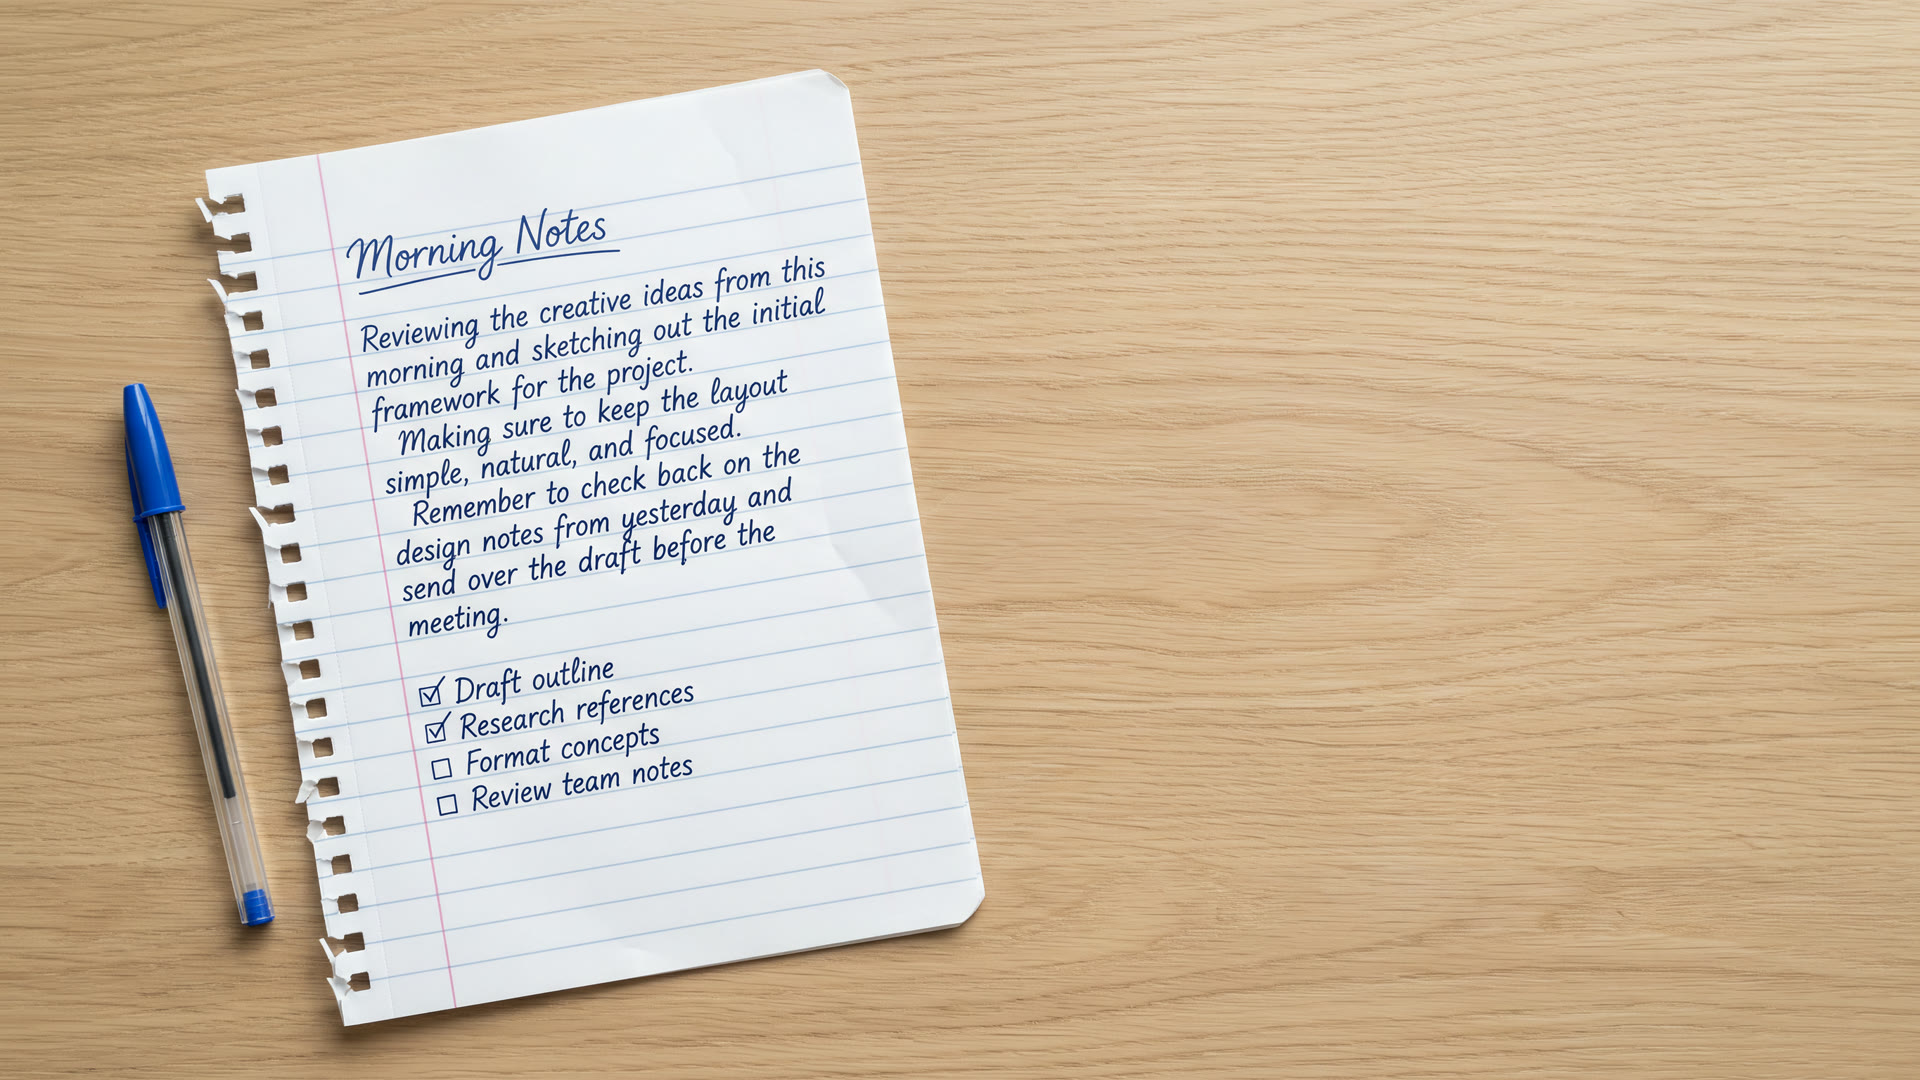 Morning Notes
Reviewing the creative ideas from this
morning and sketching out the initial
framework for the project.
Making sure to keep the layout
simple, natural, and focused.
Remember to check back on the
design notes from yesterday and
send over the draft before the
meeting.
☑ Draft outline
☑ Research references
☐ Format concepts
☐ Review team notes